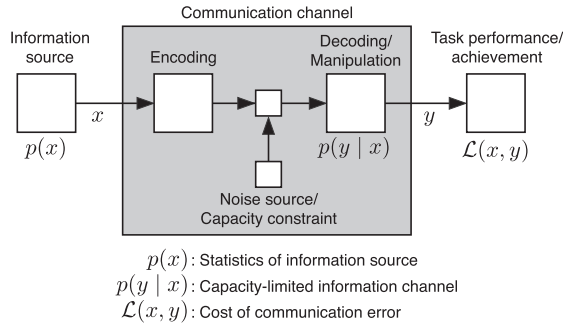 Communication channel
Information
source
Encoding
Decoding/
Manipulation
Task performance/
achievement
x
y
p(x)
p(y | x)
ℒ(x, y)
Noise source/
Capacity constraint
p(x): Statistics of information source
p(y | x): Capacity-limited information channel
ℒ(x, y): Cost of communication error